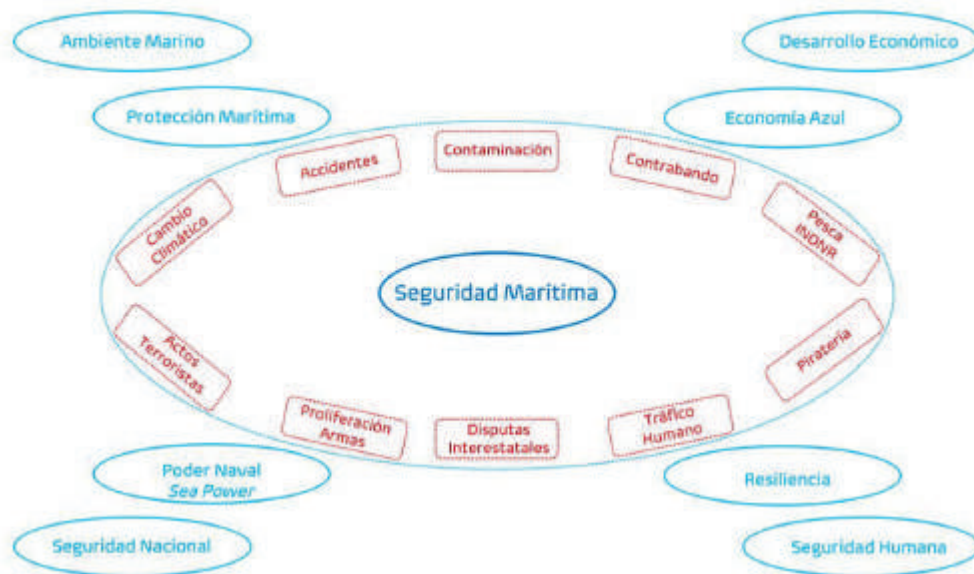 Ambiente Marino
Desarrollo Económico
Protección Marítima
Economía Azul
Accidentes
Contaminación
Contrabando
Cambio
Climático
Pesca
INDNR
Seguridad Marítima
Actos
Terroristas
Piratería
Proliferación
Armas
Disputas
Interestatales
Tráfico
Humano
Poder Naval
Sea Power
Resiliencia
Seguridad Nacional
Seguridad Humana